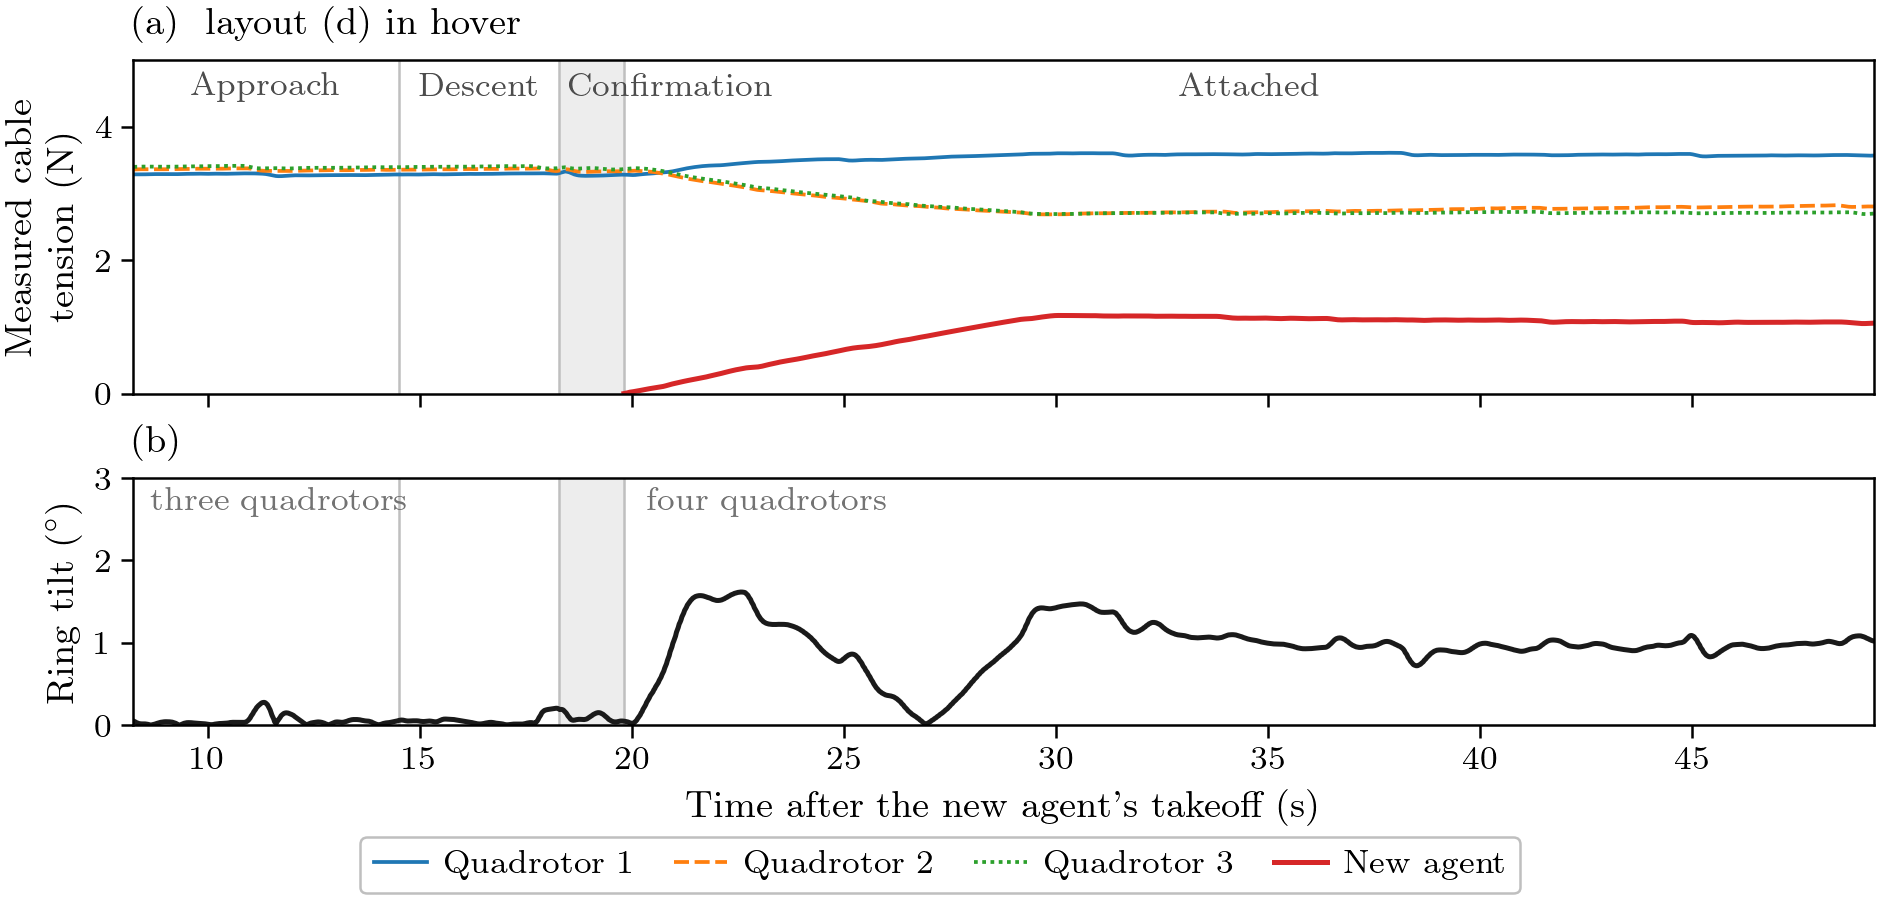 (a)  layout (d) in hover
Approach
Descent
Confirmation
Attached
Measured cable
tension (N)
4
2
0
(b)
three quadrotors
four quadrotors
Ring tilt (°)
3
2
1
0
10
15
20
25
30
35
40
45
Time after the new agent's takeoff (s)
Quadrotor 1
Quadrotor 2
Quadrotor 3
New agent